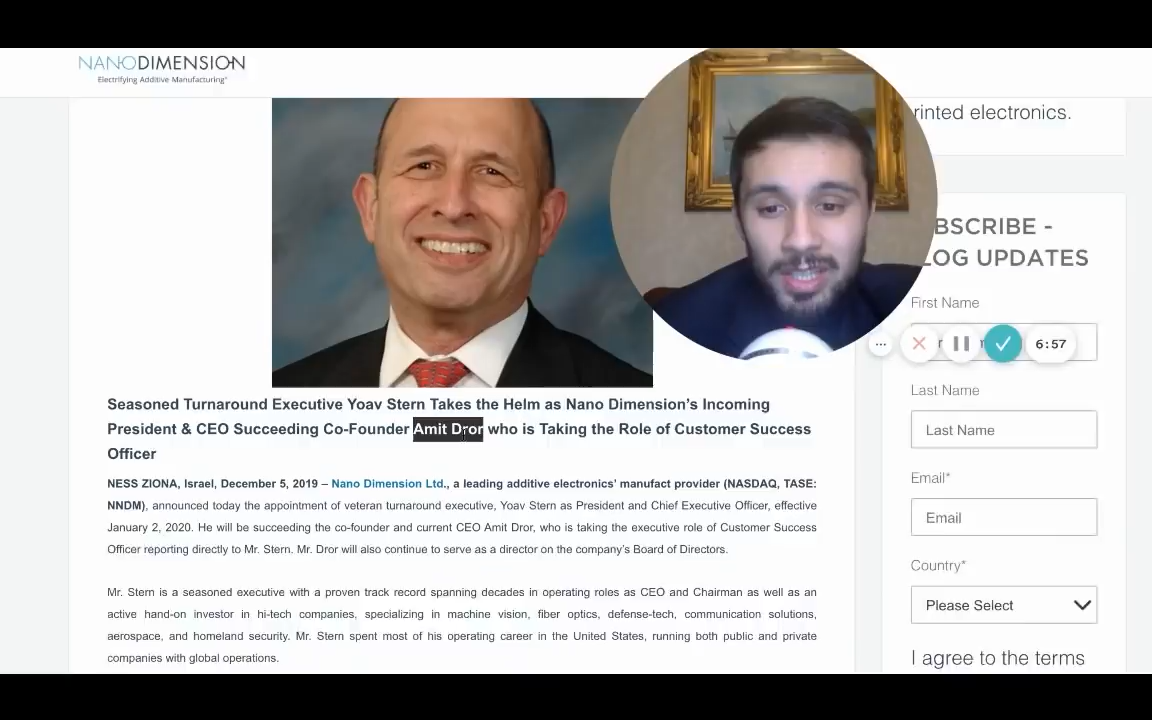 NANODIMENSION
Electrifying Additive Manufacturing
rinted electronics.
BSCRIBE -
LOG UPDATES
First Name
6:57
Last Name
Last Name
Email*
Email
Country*
Please Select
I agree to the terms
Seasoned Turnaround Executive Yoav Stern Takes the Helm as Nano Dimension's Incoming
President & CEO Succeeding Co-Founder Amit Dror who is Taking the Role of Customer Success
Officer
NESS ZIONA, Israel, December 5, 2019 – Nano Dimension Ltd., a leading additive electronics' manufact provider (NASDAQ, TASE:
NNDM), announced today the appointment of veteran turnaround executive, Yoav Stern as President and Chief Executive Officer, effective
January 2, 2020. He will be succeeding the co-founder and current CEO Amit Dror, who is taking the executive role of Customer Success
Officer reporting directly to Mr. Stern. Mr. Dror will also continue to serve as a director on the company's Board of Directors.
Mr. Stern is a seasoned executive with a proven track record spanning decades in operating roles as CEO and Chairman as well as an
active hand-on investor in hi-tech companies, specializing in machine vision, fiber optics, defense-tech, communication solutions,
aerospace, and homeland security. Mr. Stern spent most of his operating career in the United States, running both public and private
companies with global operations.